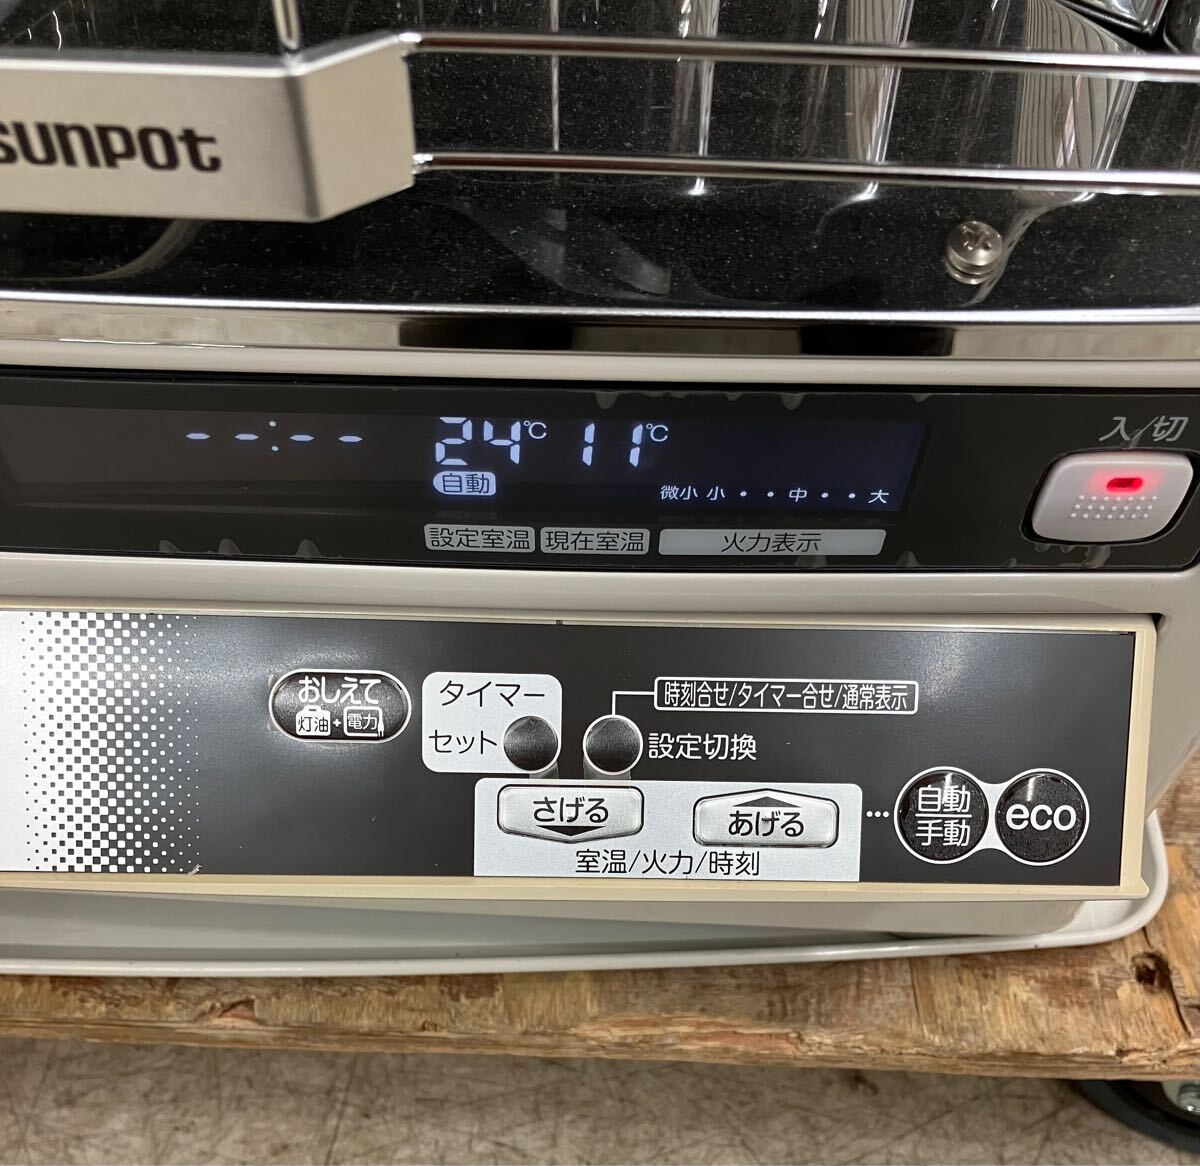 sunpot
入/切
--:-- 24℃ 11℃
自動
微小 小 ・ ・ 中 ・ ・ 大
設定室温 現在室温 火力表示
おしえて
灯油+電力
タイマー
セット
時刻合せ/タイマー合せ/通常表示
設定切換
さげる
あげる
室温/火力/時刻
自動
手動
eco